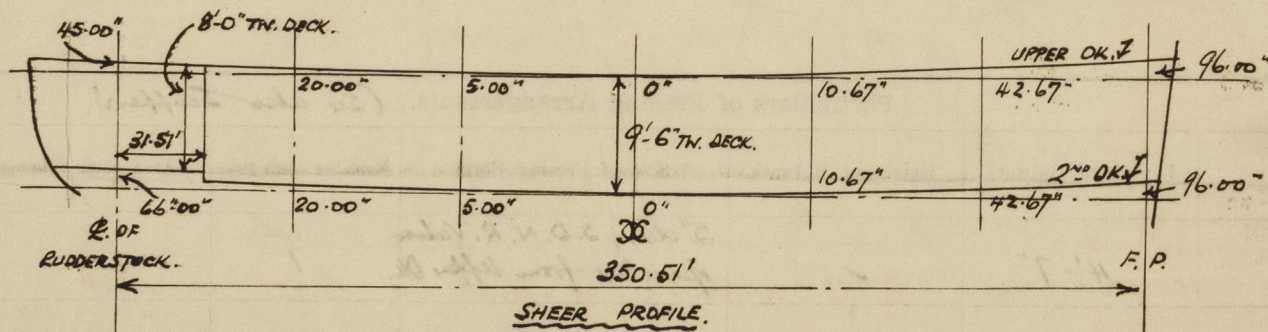 45.00"
8'-0" TW. DECK.
UPPER DK.
96.00"
20.00"
5.00"
0"
10.67"
42.67"
31.51'
9'-6" TW. DECK.
2ND DK.
96.00"
66.00"
20.00"
5.00"
0"
10.67"
42.67"
℄ OF
RUDDERSTOCK.
350.51'
F. P.
SHEER PROFILE.